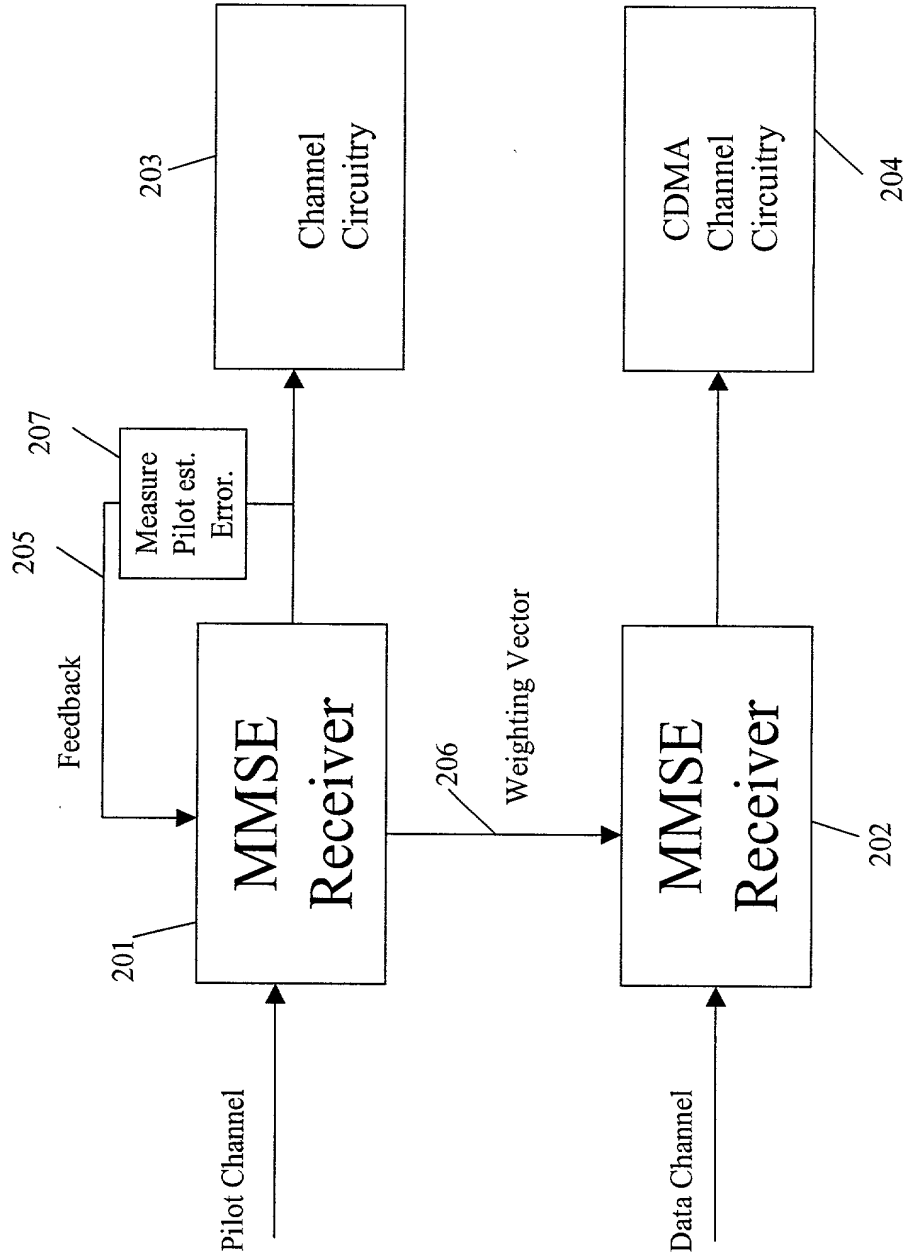 207
205
Measure
Pilot est.
Error.
Feedback
203
Channel
Circuitry
201
MMSE
Receiver
Pilot Channel
206
Weighting Vector
MMSE
Receiver
202
Data Channel
CDMA
Channel
Circuitry
204